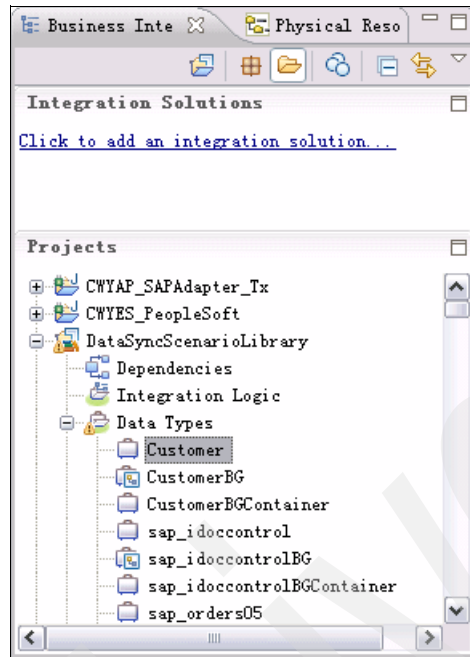 Business Inte Physical Reso
Integration Solutions
Click to add an integration solution...
Projects
CWYAP_SAPAdapter_Tx
CWYES_PeopleSoft
DataSyncScenarioLibrary
Dependencies
Integration Logic
Data Types
Customer
CustomerBG
CustomerBGContainer
sap_idoccontrol
sap_idoccontrolBG
sap_idoccontrolBGContainer
sap_orders05